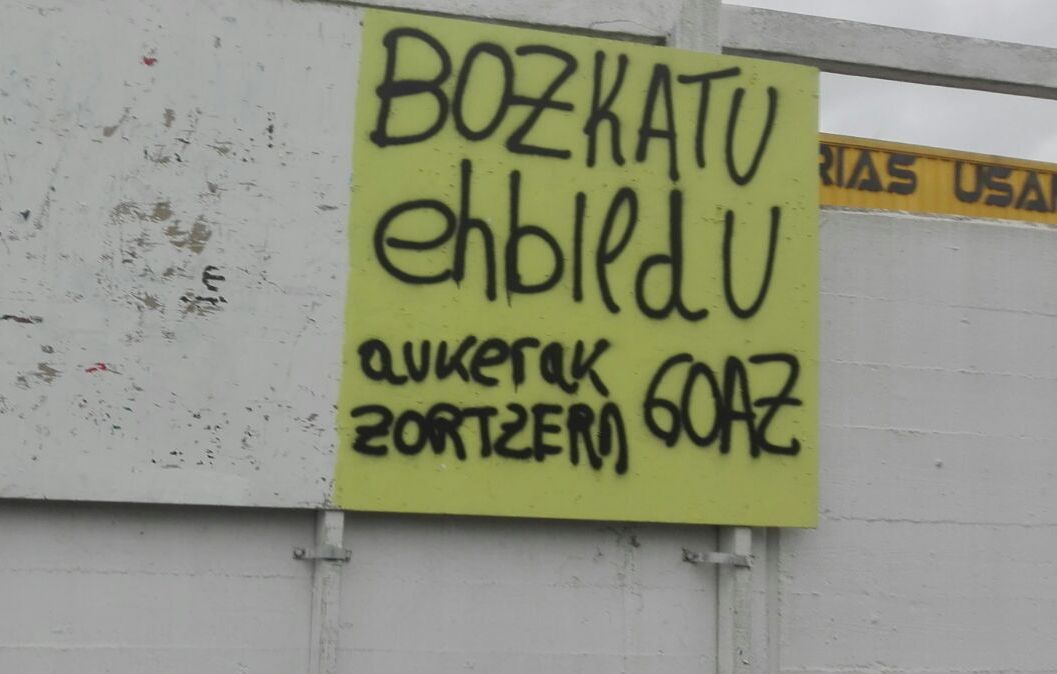 BOZKATU
ehbildu
aukerak
ZORTZERA GOAZ
RIAS USA
E